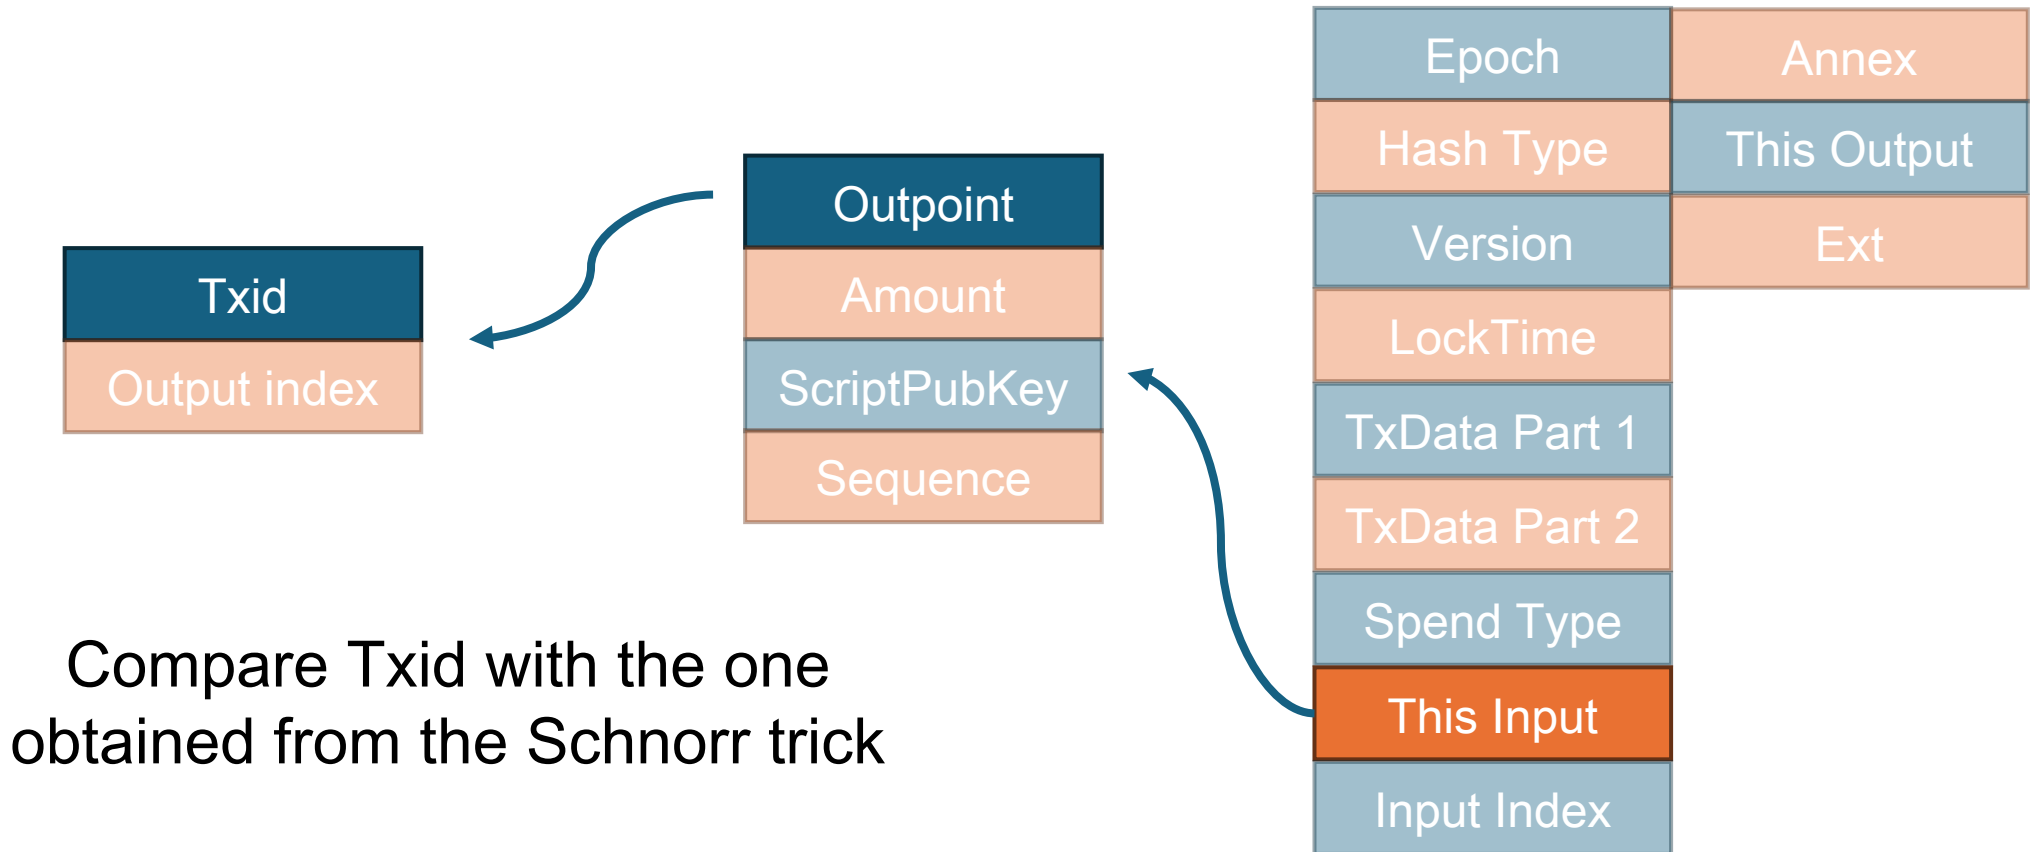 Txid
Output index
Compare Txid with the one
obtained from the Schnorr trick
Outpoint
Amount
ScriptPubKey
Sequence
Epoch
Hash Type
Version
LockTime
TxData Part 1
TxData Part 2
Spend Type
This Input
Input Index
Annex
This Output
Ext